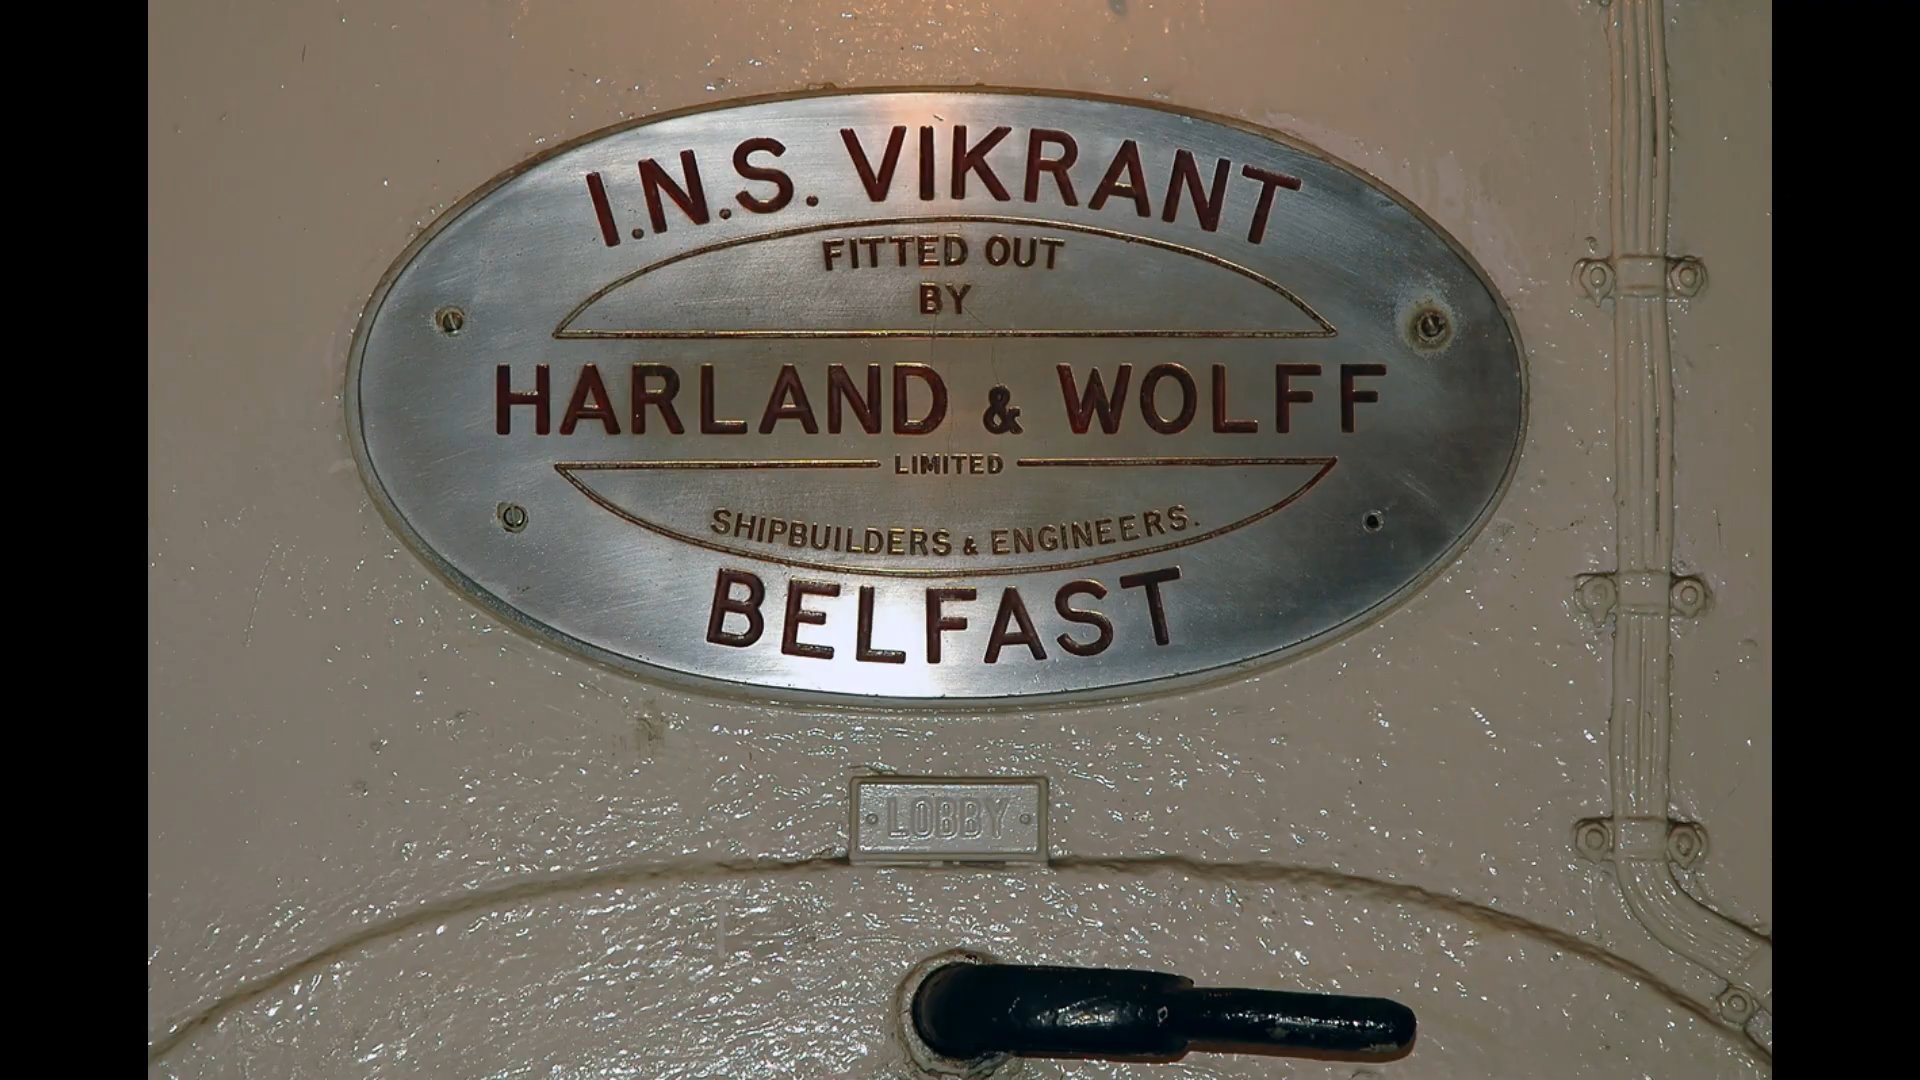 I.N.S. VIKRANT
FITTED OUT
BY
HARLAND & WOLFF
LIMITED
SHIPBUILDERS & ENGINEERS.
BELFAST
LOBBY